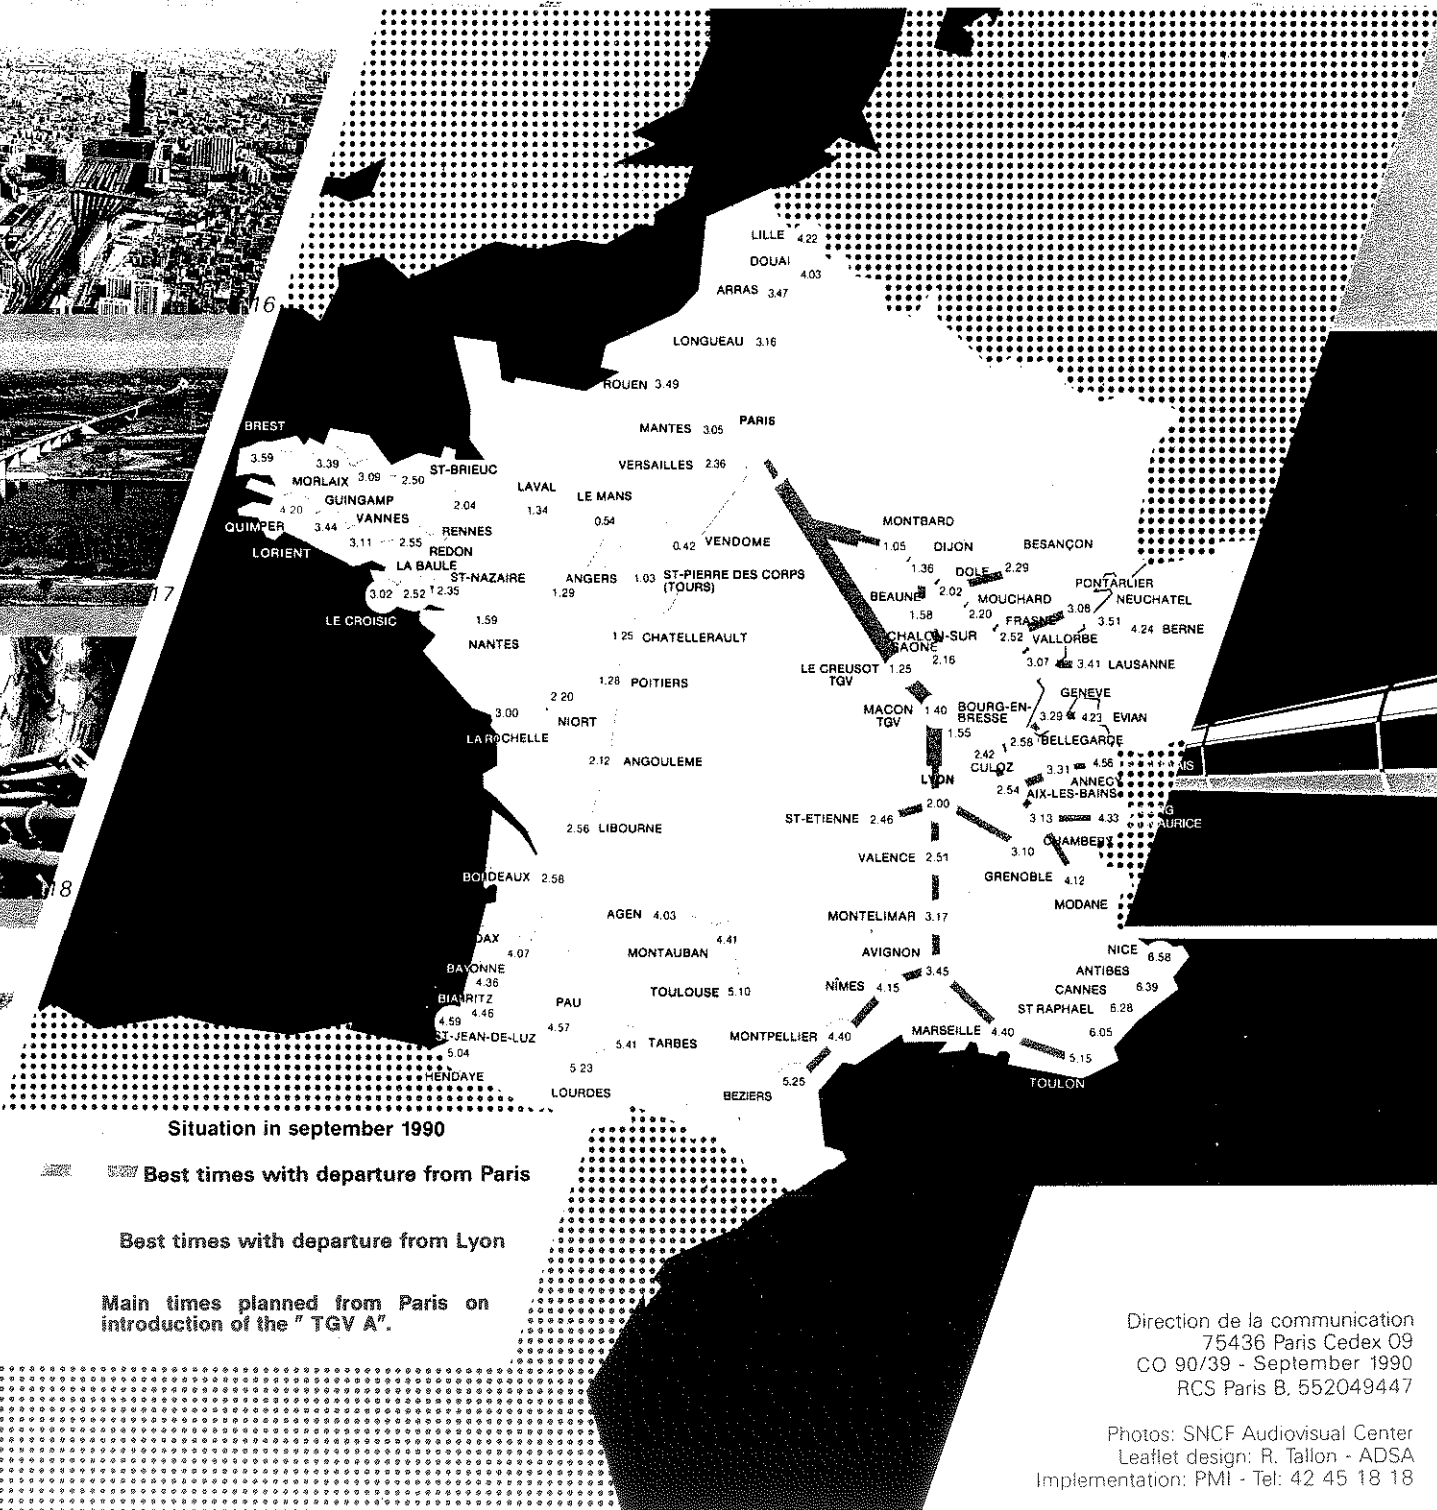 16
17
18
LILLE 4.22
DOUAI
4.03
ARRAS 3.47
LONGUEAU 3.16
ROUEN 3.49
MANTES 3.05
PARIS
VERSAILLES 2.36
BREST
3.59
3.39
MORLAIX
3.09
GUINGAMP
2.50
ST-BRIEUC
2.04
RENNES
LAVAL
1.34
LE MANS
0.54
4.20
QUIMPER
3.44
LORIENT
VANNES
3.11
2.55
REDON
LA BAULE
ST-NAZAIRE
3.02
2.52
2.35
LE CROISIC
1.59
NANTES
ANGERS
1.29
0.42 VENDOME
1.03 ST-PIERRE DES CORPS
(TOURS)
1.25 CHATELLERAULT
1.28 POITIERS
2.20
NIORT
3.00
LA ROCHELLE
2.12 ANGOULEME
2.56 LIBOURNE
BORDEAUX 2.58
MONTBARD
1.05
DIJON
1.36
BESANÇON
DOLE 2.29
2.02
BEAUNE
1.58
MOUCHARD
2.20
PONTARLIER
3.08
NEUCHATEL
3.51
FRASNE
2.52
4.24 BERNE
VALLORBE
3.07
3.41 LAUSANNE
CHALON-SUR
SAONE
2.16
LE CREUSOT 1.25
TGV
MACON 1.40
TGV
BOURG-EN-
BRESSE
1.55
GENEVE
3.29
4.23 EVIAN
2.58 BELLEGARDE
2.42
CULOZ
3.31
4.56
ANNECY
2.54
AIX-LES-BAINS
LYON
2.00
3.13
4.33
CHAMBERY
3.10
GRENOBLE
4.12
MODANE
AIS
AURICE
ST-ETIENNE 2.46
VALENCE 2.51
MONTELIMAR 3.17
AVIGNON
3.45
NÎMES 4.15
MONTPELLIER 4.40
BEZIERS
5.25
MARSEILLE 4.40
5.15
TOULON
NICE 6.58
ANTIBES
6.39
CANNES
ST RAPHAEL 6.28
6.05
AGEN 4.03
4.41
MONTAUBAN
TOULOUSE 5.10
DAX
4.07
BAYONNE
4.36
BIARRITZ
4.46
4.59
ST-JEAN-DE-LUZ
5.04
HENDAYE
PAU
4.57
5.23
LOURDES
5.41 TARBES
Situation in september 1990
Best times with departure from Paris
Best times with departure from Lyon
Main times planned from Paris on
introduction of the " TGV A".
Direction de la communication
75436 Paris Cedex 09
CO 90/39 - September 1990
RCS Paris B, 552049447
Photos: SNCF Audiovisual Center
Leaflet design: R. Tallon - ADSA
Implementation: PMI - Tel: 42 45 18 18